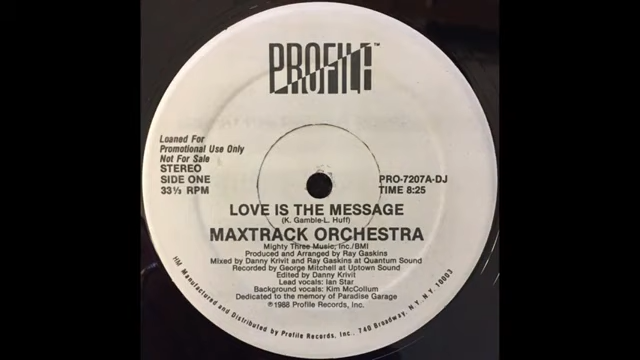 PROFILE™
Loaned For
Promotional Use Only
Not For Sale
STEREO
SIDE ONE
33⅓ RPM
PRO-7207A-DJ
TIME 8:25
LOVE IS THE MESSAGE
(K. Gamble-L. Huff)
MAXTRACK ORCHESTRA
Mighty Three Music, Inc./BMI
Produced and Arranged by Ray Gaskins
Mixed by Danny Krivit and Ray Gaskins at Quantum Sound
Recorded by George Mitchell at Uptown Sound
Edited by Danny Krivit
Lead vocals: Ian Star
Background vocals: Kim McCollum
Dedicated to the memory of Paradise Garage
℗1988 Profile Records, Inc.
HM Manufactured and Distributed by Profile Records, Inc., 740 Broadway, N.Y., N.Y. 10003